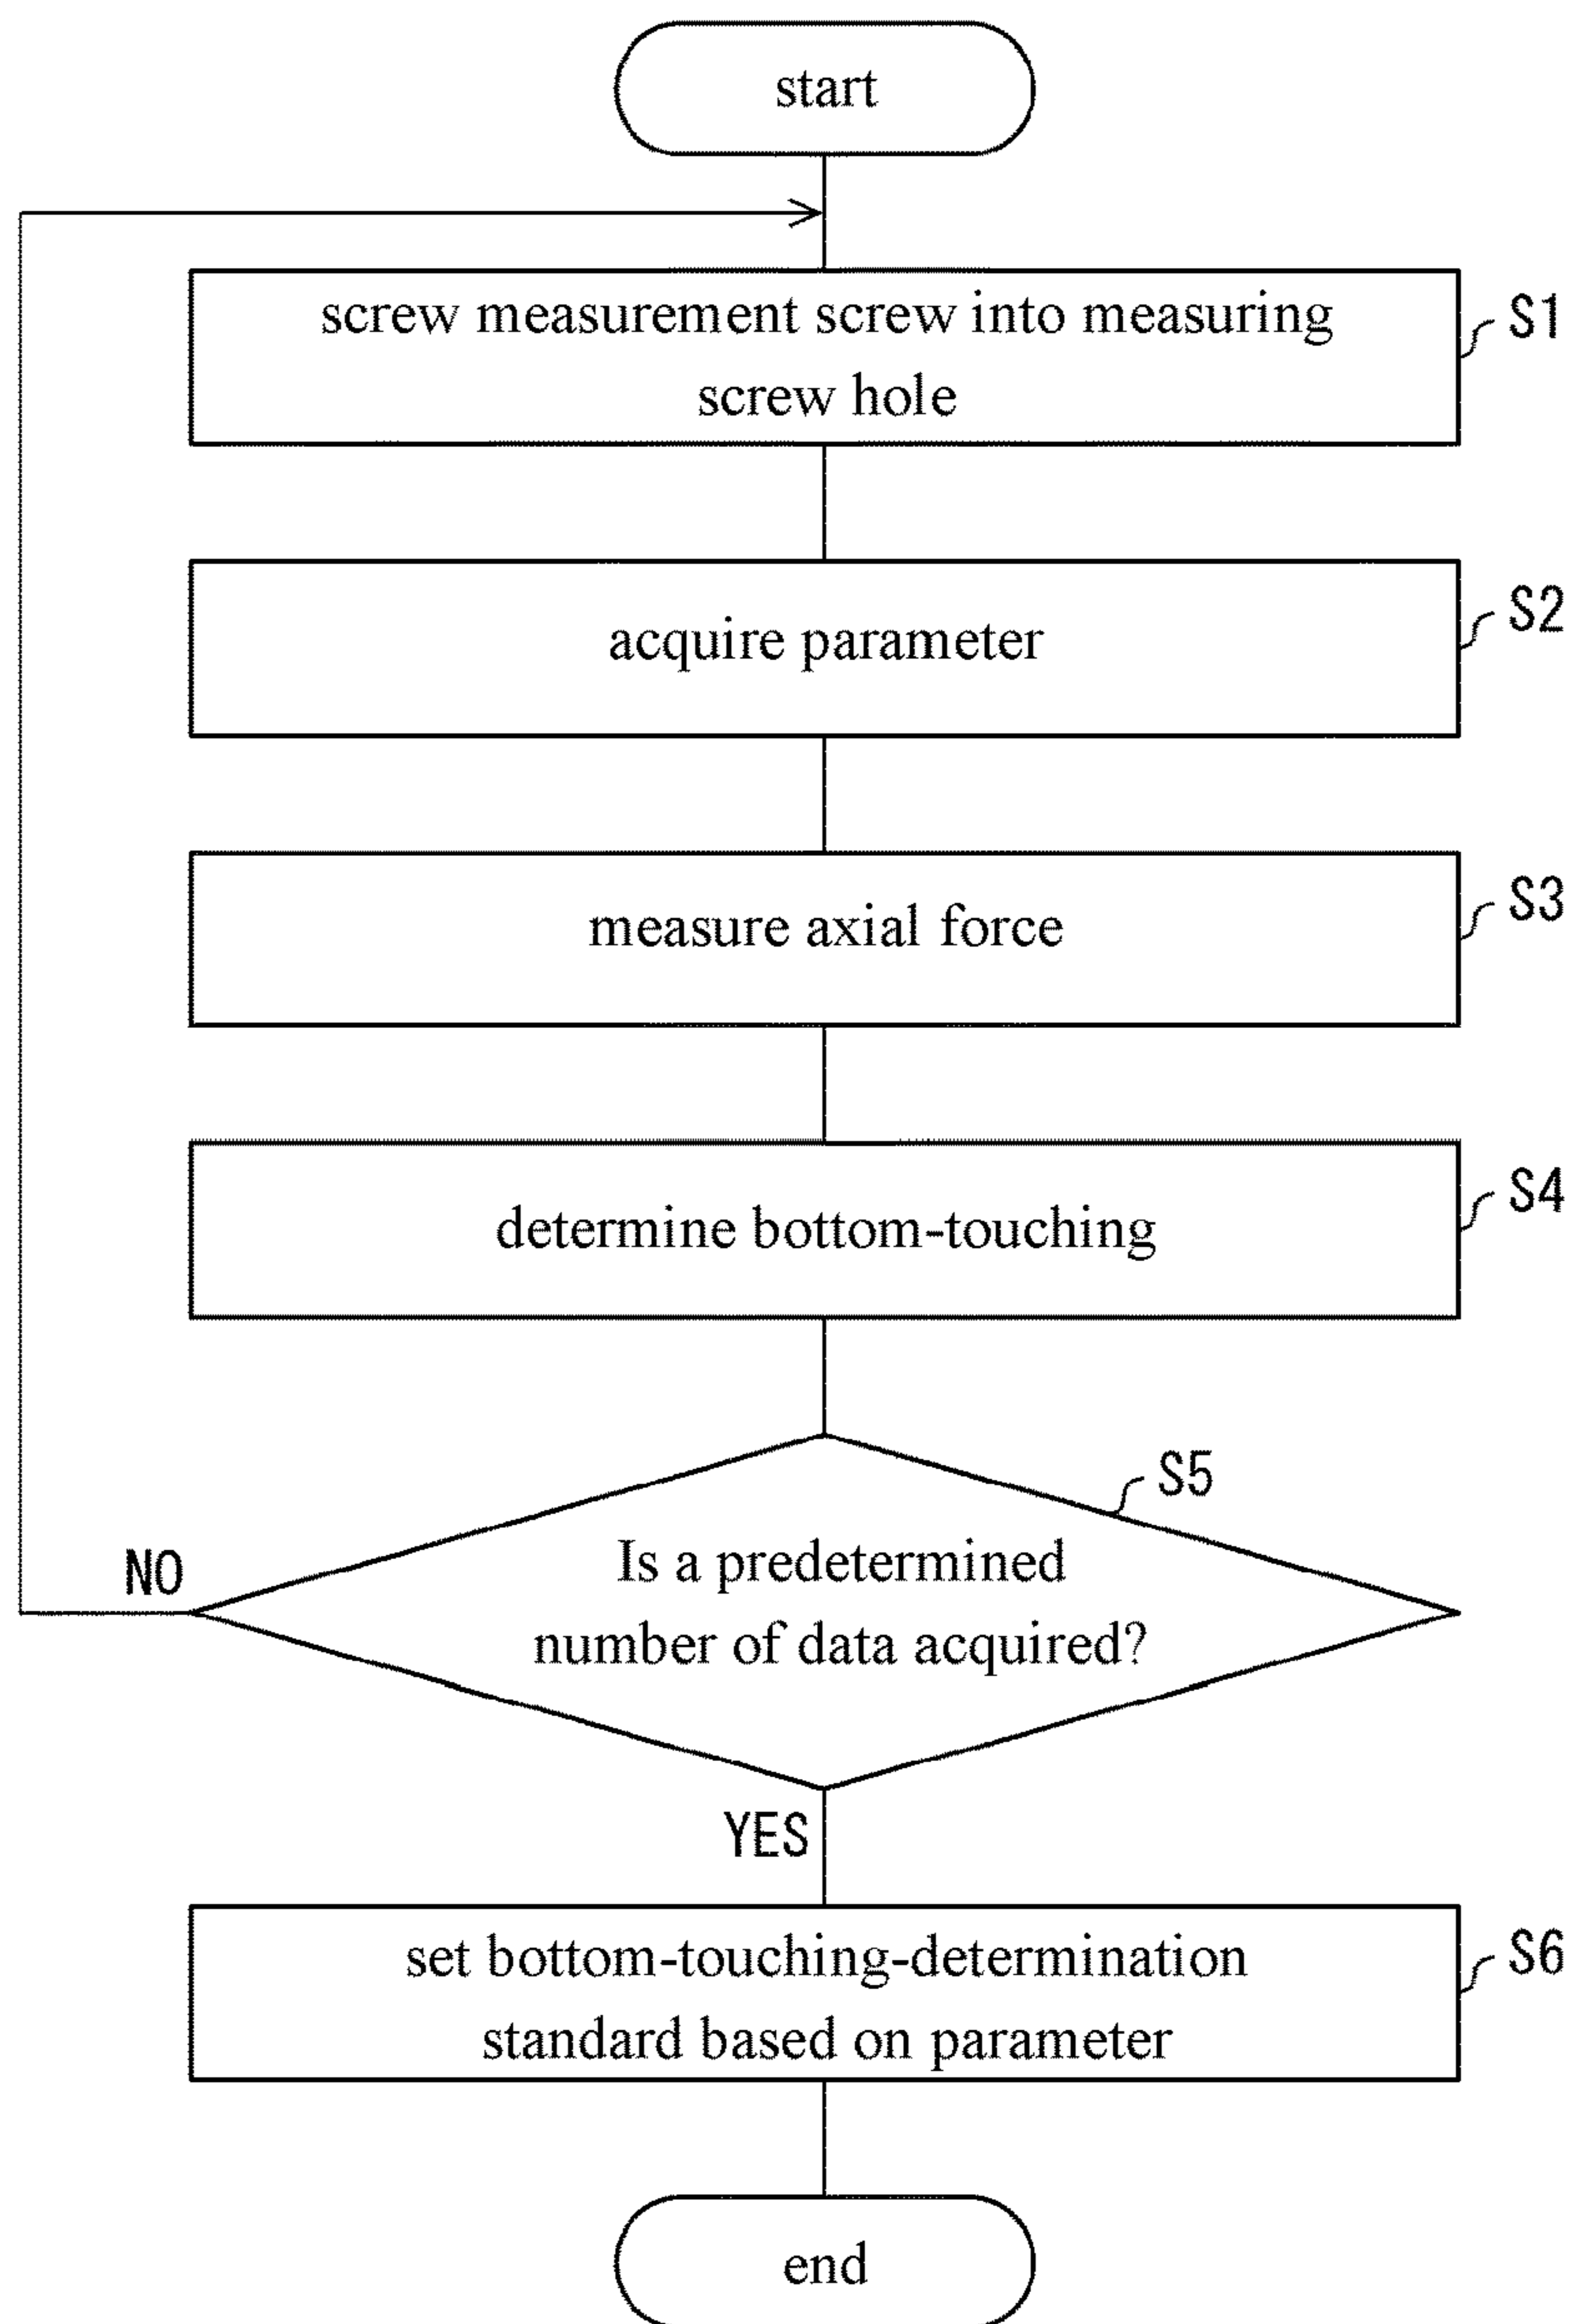 start
screw measurement screw into measuring
screw hole
S1
acquire parameter
S2
measure axial force
S3
determine bottom-touching
S4
S5
Is a predetermined
number of data acquired?
NO
YES
set bottom-touching-determination
standard based on parameter
S6
end